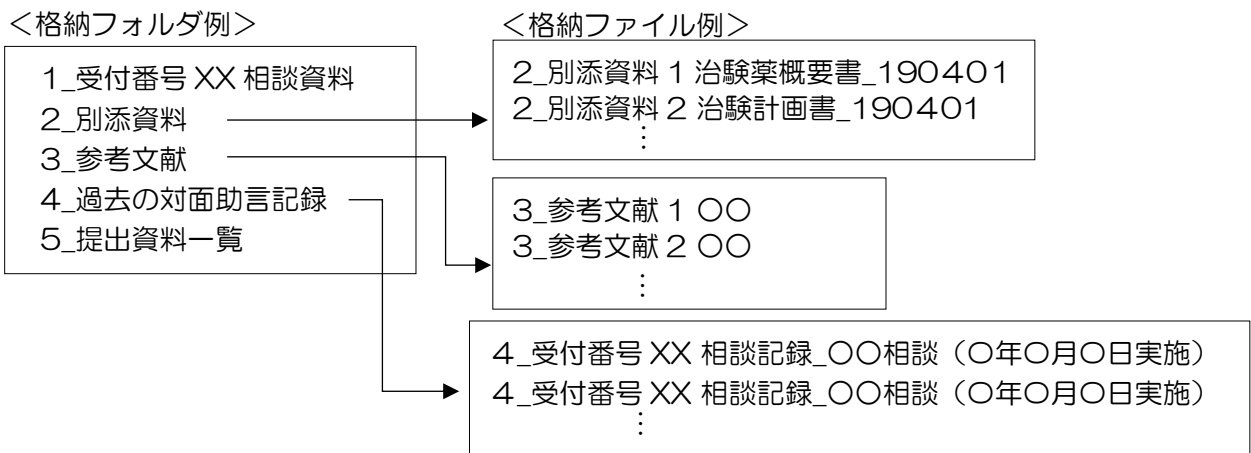 ＜格納フォルダ例＞
1_受付番号 XX 相談資料
2_別添資料
3_参考文献
4_過去の対面助言記録
5_提出資料一覧
＜格納ファイル例＞
2_別添資料 1 治験薬概要書_190401
2_別添資料 2 治験計画書_190401
⋮
3_参考文献 1 〇〇
3_参考文献 2 〇〇
⋮
4_受付番号 XX 相談記録_〇〇相談（〇年〇月〇日実施）
4_受付番号 XX 相談記録_〇〇相談（〇年〇月〇日実施）
⋮